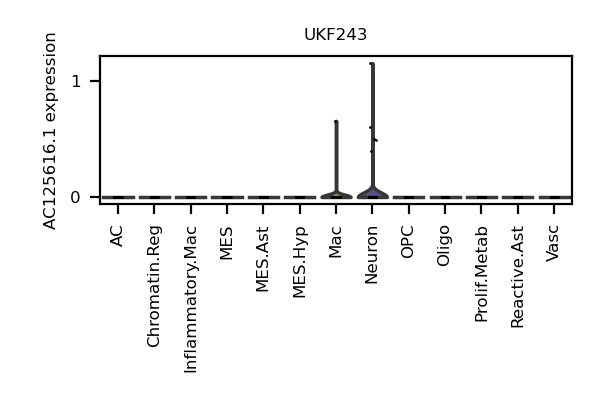 UKF243
AC125616.1 expression
1
0
AC
Chromatin.Reg
Inflammatory.Mac
MES
MES.Ast
MES.Hyp
Mac
Neuron
OPC
Oligo
Prolif.Metab
Reactive.Ast
Vasc